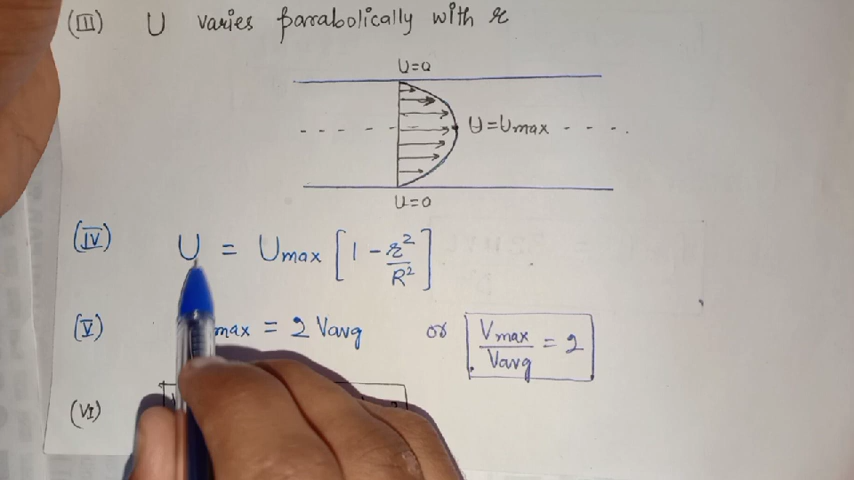 (III) U varies parabolically with r
U=0
U=Umax
U=0
(IV) U = Umax [1 - r²/R²]
(V) max = 2 Vavg or Vmax/Vavg = 2
(VI)